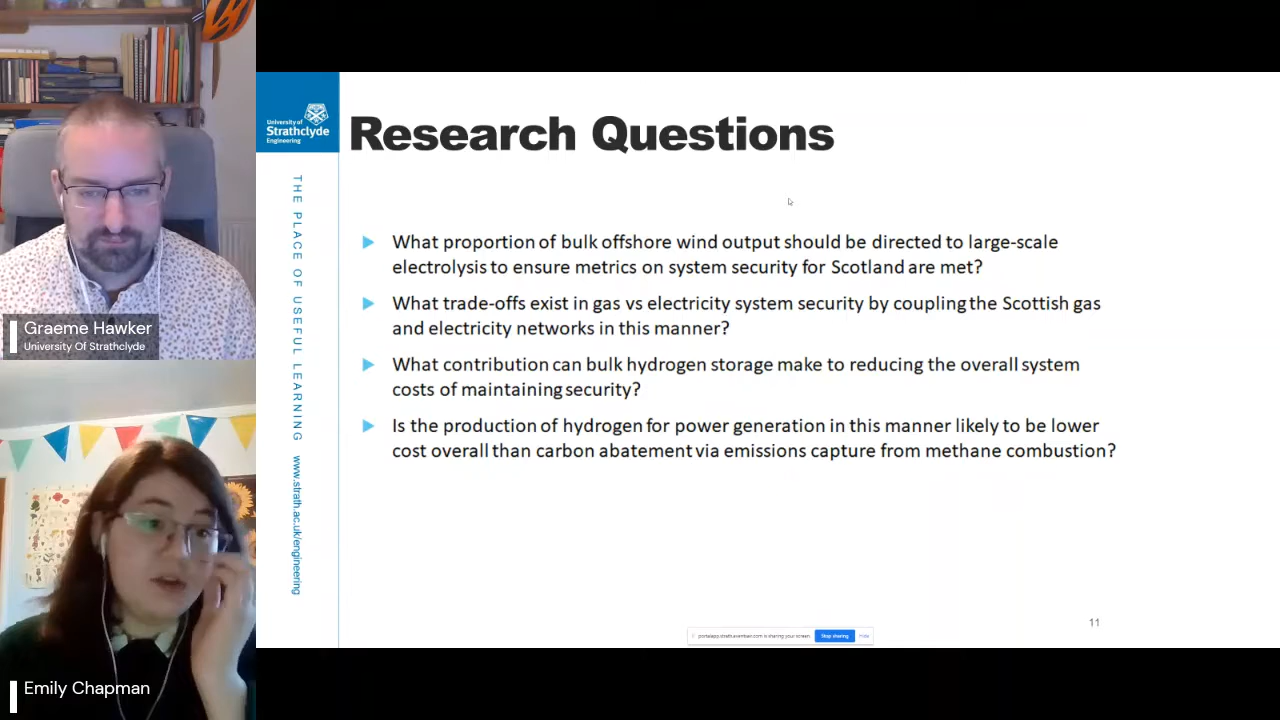 Graeme Hawker
University Of Strathclyde
Emily Chapman
University of
Strathclyde
Engineering
THE PLACE OF USEFUL LEARNING
www.strath.ac.uk/engineering
Research Questions
What proportion of bulk offshore wind output should be directed to large-scale
electrolysis to ensure metrics on system security for Scotland are met?
What trade-offs exist in gas vs electricity system security by coupling the Scottish gas
and electricity networks in this manner?
What contribution can bulk hydrogen storage make to reducing the overall system
costs of maintaining security?
Is the production of hydrogen for power generation in this manner likely to be lower
cost overall than carbon abatement via emissions capture from methane combustion?
11
is sharing your screen.
Stop sharing
Hide